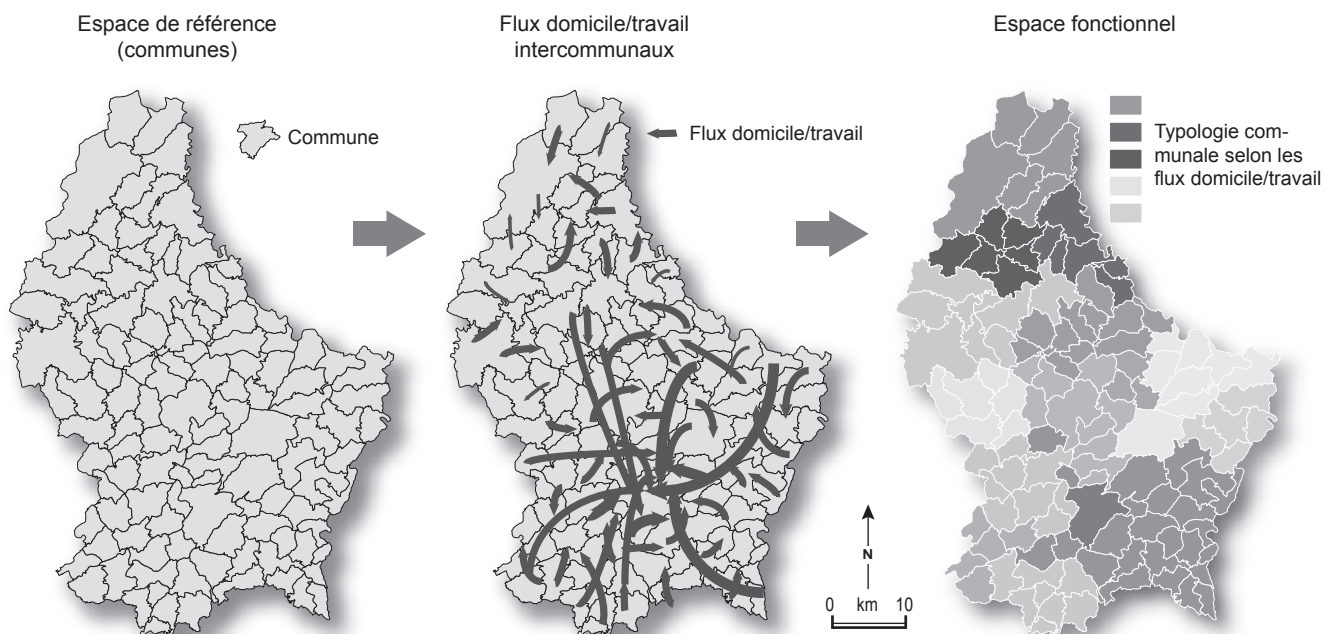 Espace de référence
(communes)
Flux domicile/travail
intercommunaux
Espace fonctionnel
Commune
Flux domicile/travail
Typologie com-
munale selon les
flux domicile/travail
N
0 km 10